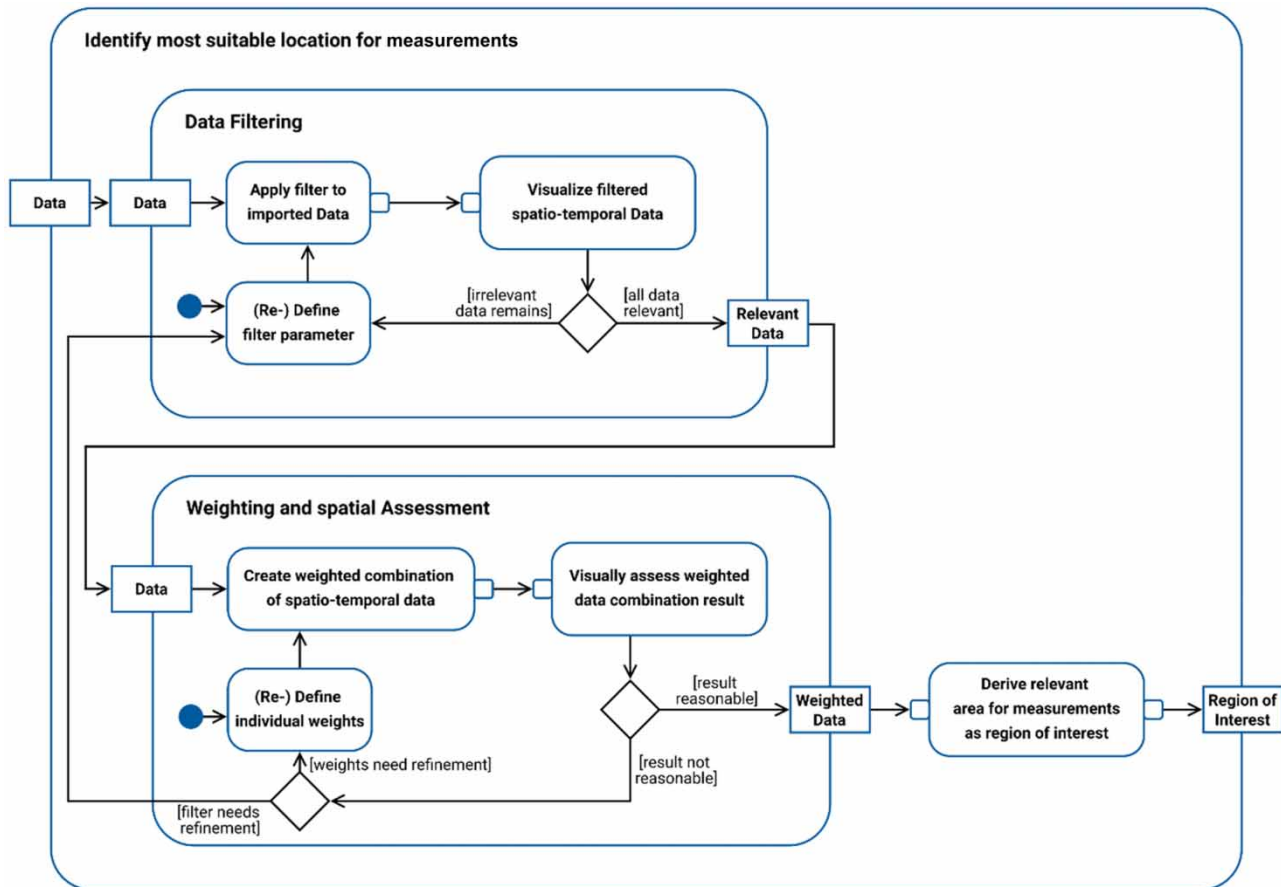 Identify most suitable location for measurements
Data Filtering
Data
Data
Apply filter to
imported Data
Visualize filtered
spatio-temporal Data
(Re-) Define
filter parameter
[irrelevant
data remains]
[all data
relevant]
Relevant
Data
Weighting and spatial Assessment
Data
Create weighted combination
of spatio-temporal data
Visually assess weighted
data combination result
(Re-) Define
individual weights
[result
reasonable]
Weighted
Data
Derive relevant
area for measurements
as region of interest
Region of
Interest
[weights need refinement]
[result not
reasonable]
[filter needs
refinement]